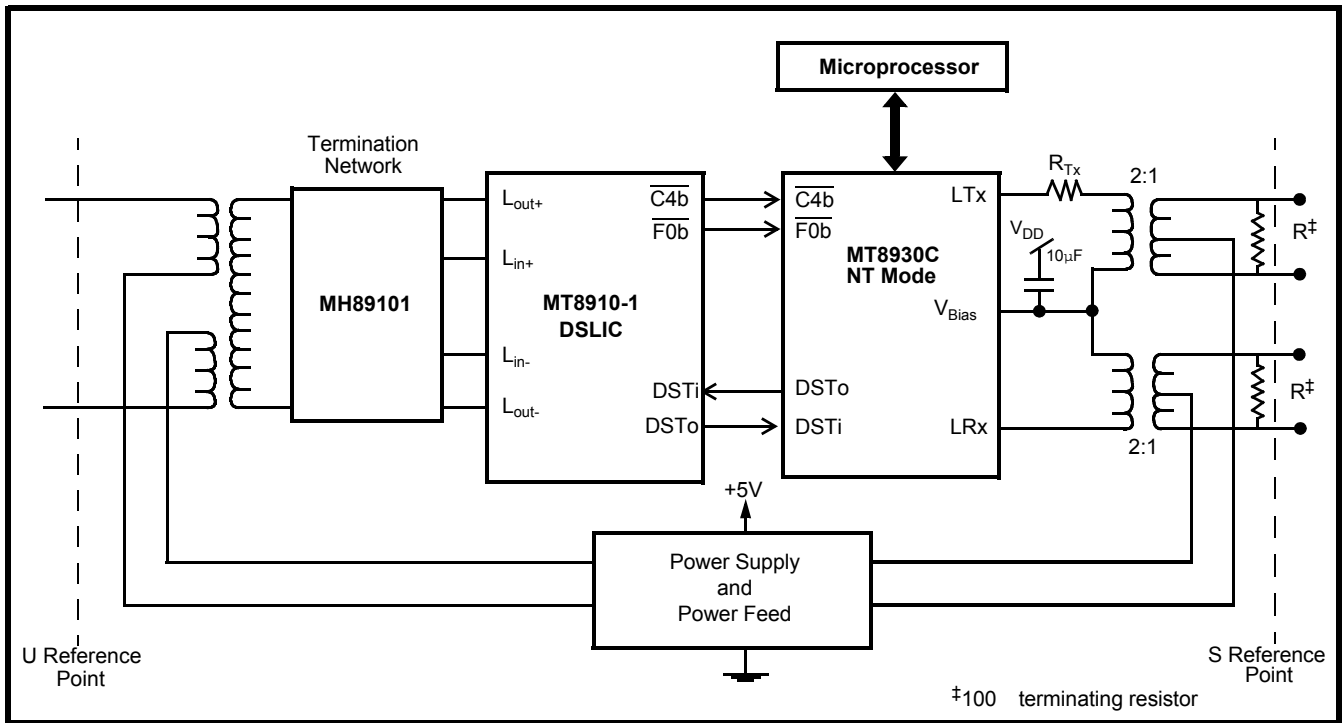 Microprocessor
Termination
Network
MH89101
Lout+
Lin+
Lin-
Lout-
C4b
F0b
MT8910-1
DSLIC
DSTi
DSTo
C4b
F0b
MT8930C
NT Mode
DSTo
DSTi
LTx
VBias
LRx
RTx
2:1
VDD
10µF
R‡
R‡
2:1
+5V
Power Supply
and
Power Feed
U Reference
Point
S Reference
Point
‡100 terminating resistor